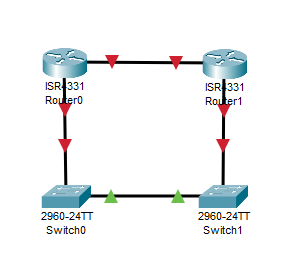 ISR4331
Router0
ISR4331
Router1
2960-24TT
Switch0
2960-24TT
Switch1